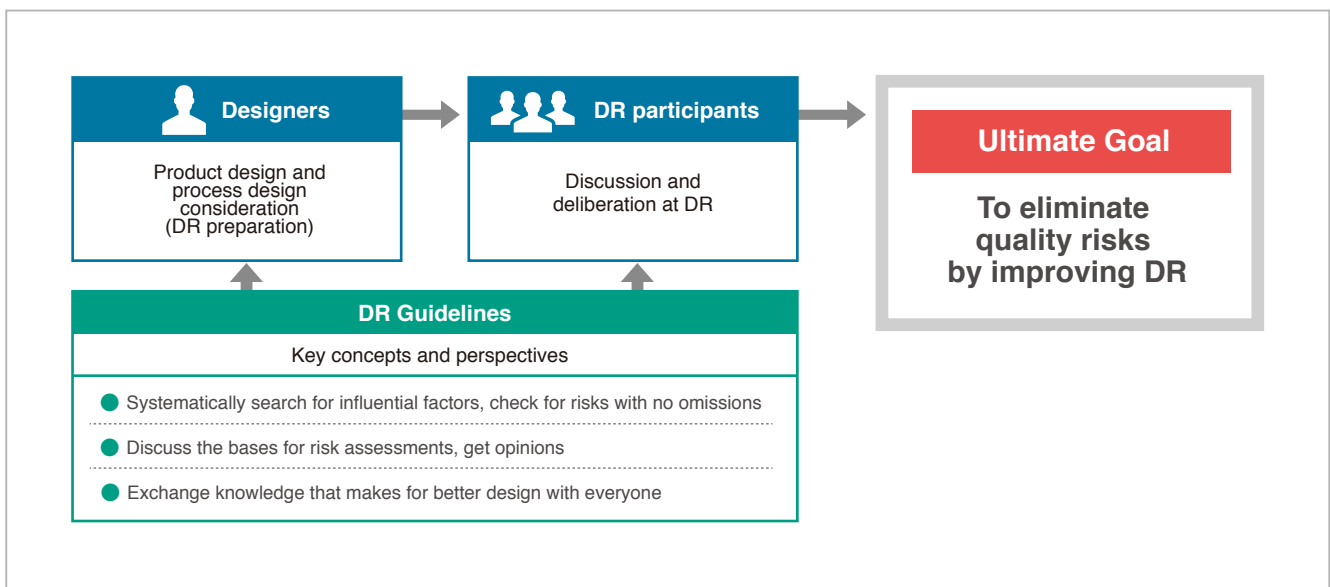 Designers
Product design and
process design
consideration
(DR preparation)
DR participants
Discussion and
deliberation at DR
Ultimate Goal
To eliminate
quality risks
by improving DR
DR Guidelines
Key concepts and perspectives
Systematically search for influential factors, check for risks with no omissions
Discuss the bases for risk assessments, get opinions
Exchange knowledge that makes for better design with everyone